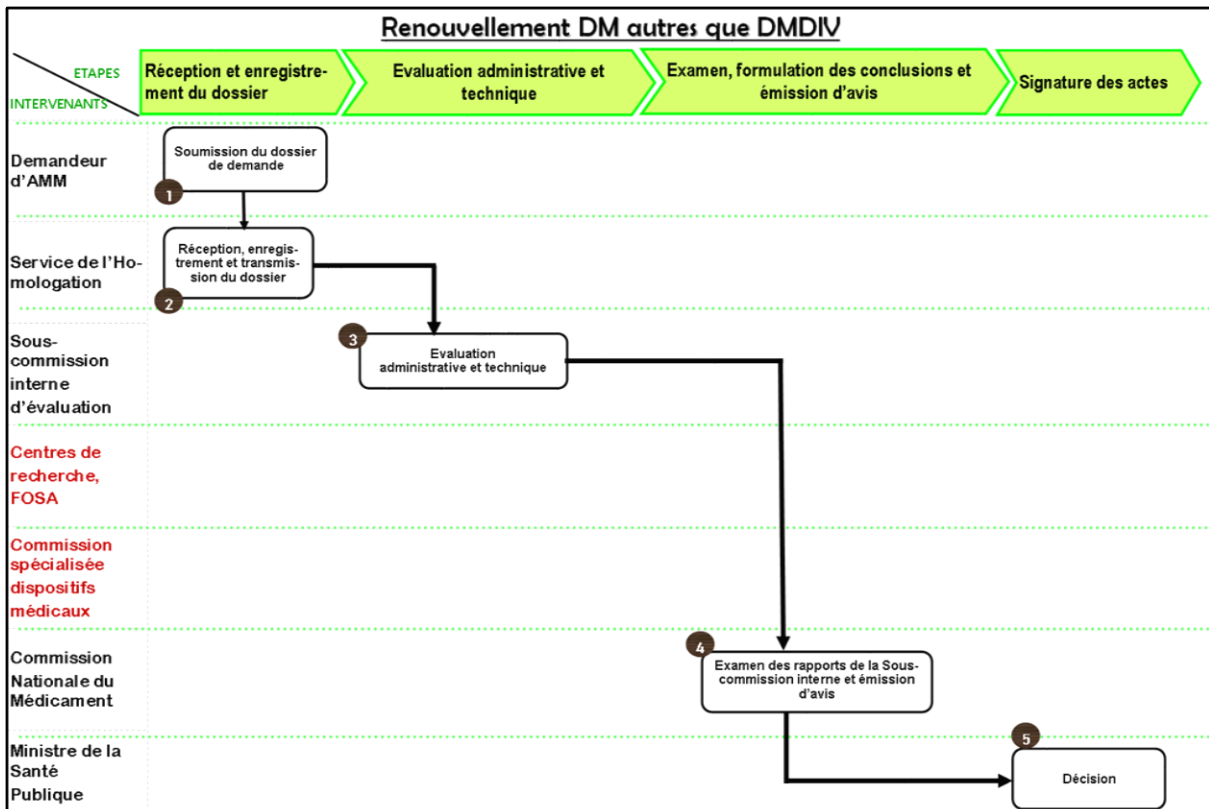 Renouvellement DM autres que DMDIV
ETAPES
INTERVENANTS
Réception et enregistre-
ment du dossier
Evaluation administrative et
technique
Examen, formulation des conclusions et
émission d'avis
Signature des actes
Demandeur
d'AMM
Soumission du dossier
de demande
1
Service de l'Ho-
mologation
Réception, enregis-
trement et transmis-
sion du dossier
2
Sous-
commission
interne
d'évaluation
3
Evaluation
administrative et technique
Centres de
recherche,
FOSA
Commission
spécialisée
dispositifs
médicaux
Commission
Nationale du
Médicament
4
Examen des rapports de la Sous-
commission interne et émission
d'avis
Ministre de la
Santé
Publique
5
Décision